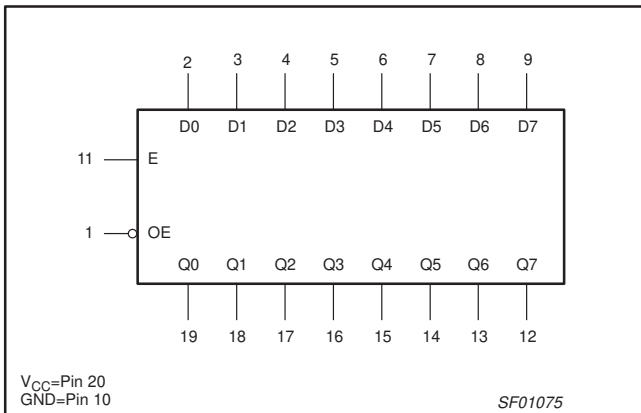 2 3 4 5 6 7 8 9
D0 D1 D2 D3 D4 D5 D6 D7
11 E
1 OE
Q0 Q1 Q2 Q3 Q4 Q5 Q6 Q7
19 18 17 16 15 14 13 12
VCC=Pin 20
GND=Pin 10
SF01075